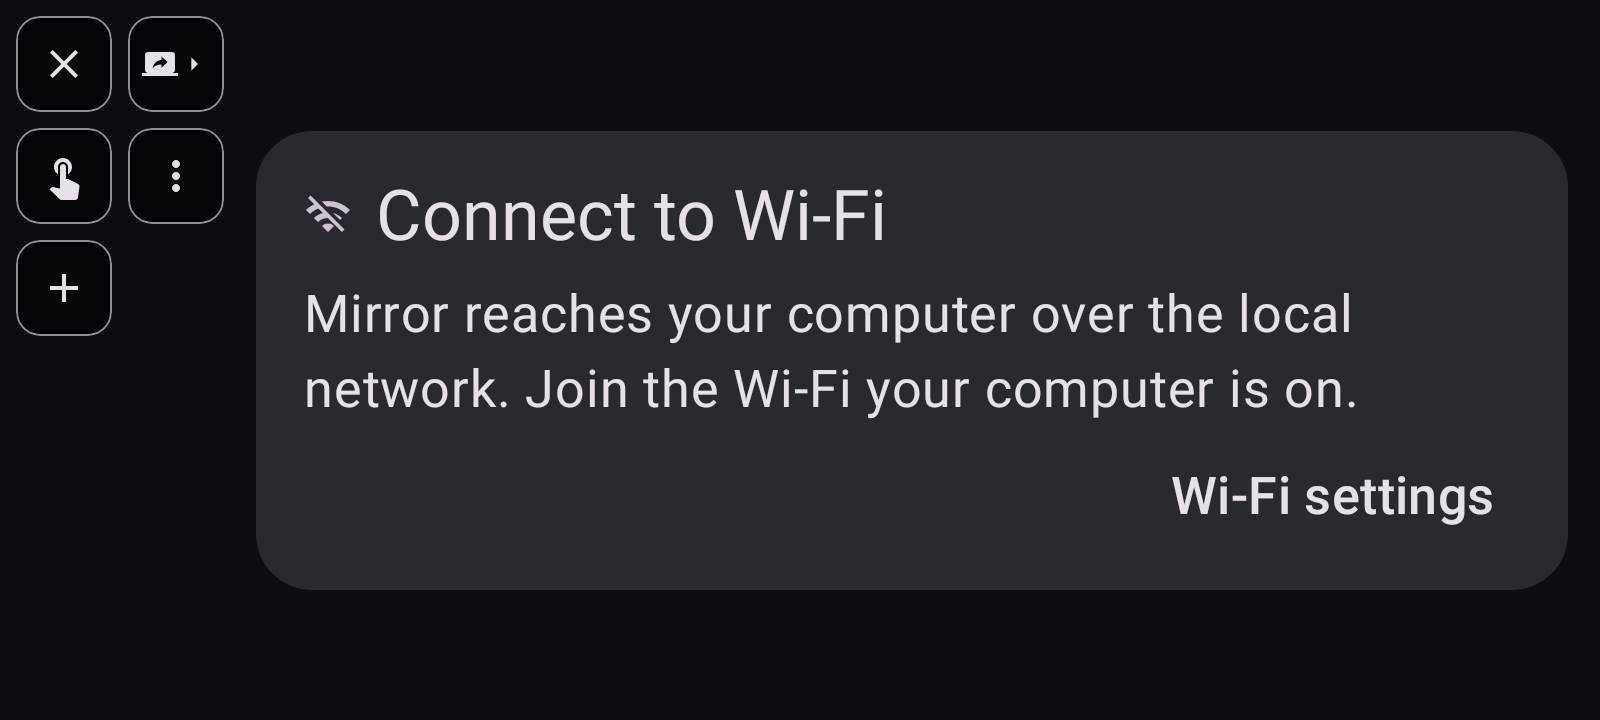 Connect to Wi-Fi
Mirror reaches your computer over the local
network. Join the Wi-Fi your computer is on.
Wi-Fi settings